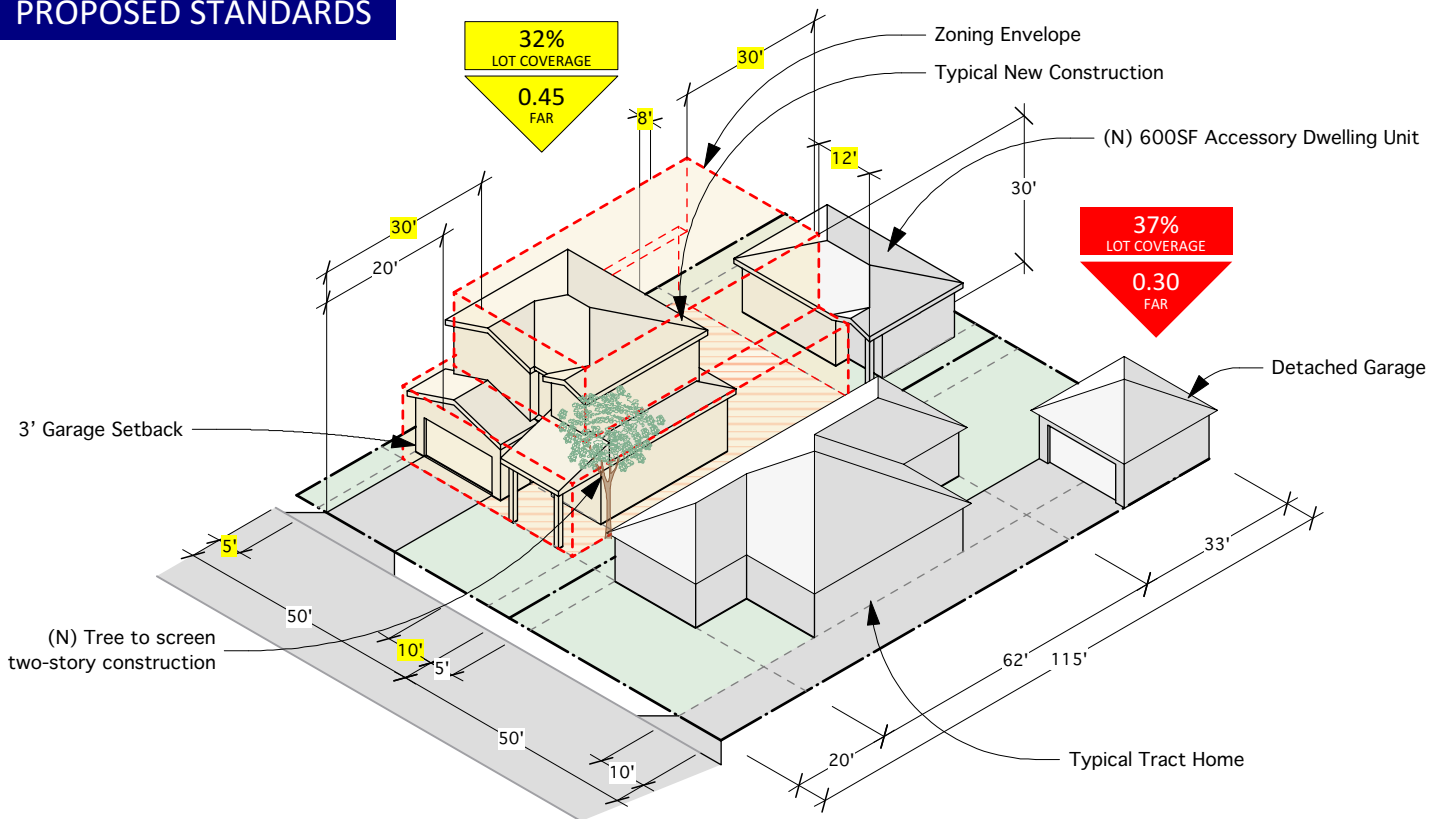 PROPOSED STANDARDS
32%
LOT COVERAGE
0.45
FAR
30'
8'
Zoning Envelope
Typical New Construction
(N) 600SF Accessory Dwelling Unit
12'
30'
37%
LOT COVERAGE
0.30
FAR
30'
20'
Detached Garage
3’ Garage Setback
5'
50'
(N) Tree to screen
two-story construction
10'
5'
50'
10'
33'
62'
115'
20'
Typical Tract Home